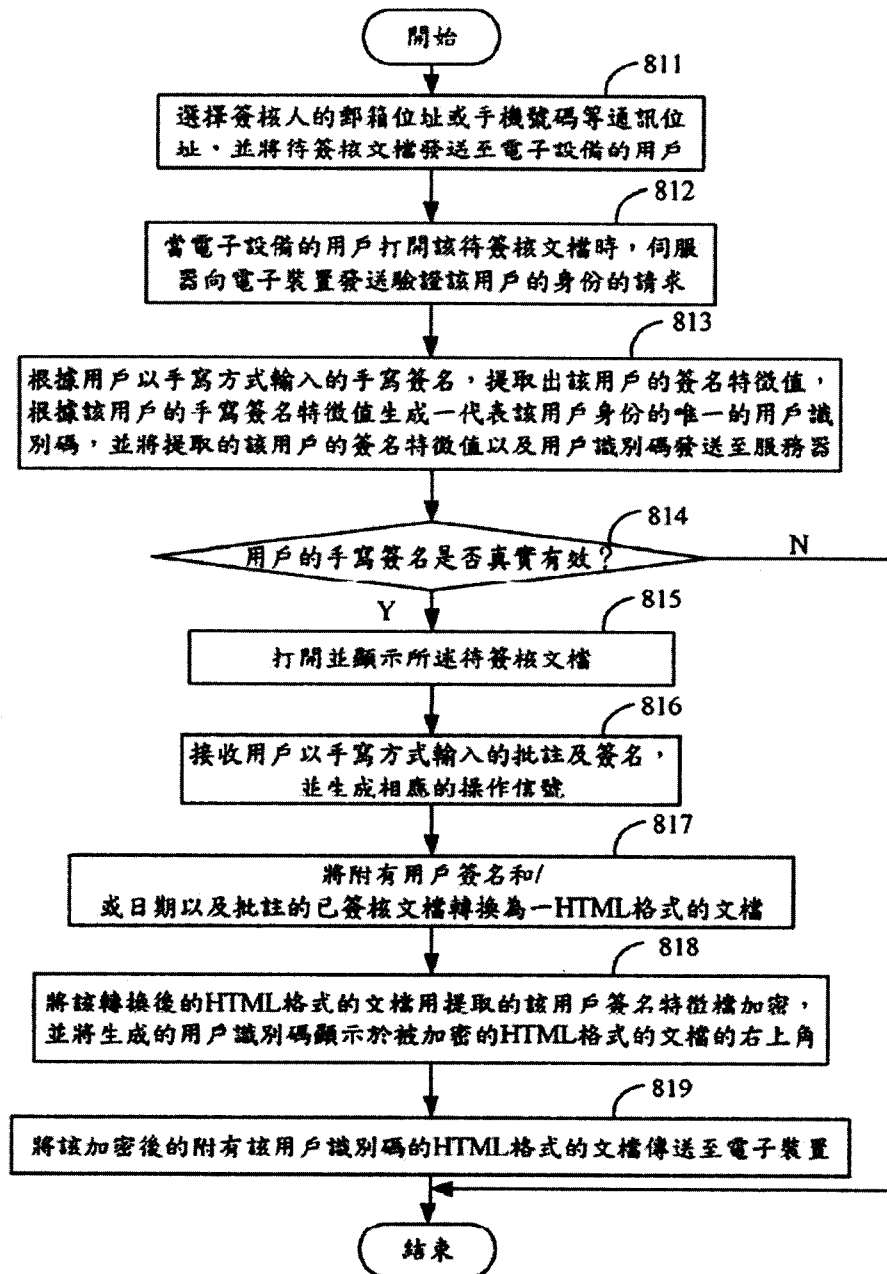 開始
811
選擇簽核人的郵箱位址或手機號碼等通訊位
址,並將待簽核文檔發送至電子設備的用戶
812
當電子設備的用戶打開該待簽核文檔時,伺服
器向電子裝置發送驗證該用戶的身份的請求
813
根據用戶以手寫方式輸入的手寫簽名,提取出該用戶的簽名特徵值,
根據該用戶的手寫簽名特徵值生成一代表該用戶身份的唯一的用戶識
別碼,並將提取的該用戶的簽名特徵值以及用戶識別碼發送至服務器
814
用戶的手寫簽名是否真實有效?
N
Y
815
打開並顯示所述待簽核文檔
816
接收用戶以手寫方式輸入的批註及簽名,
並生成相應的操作信號
817
將附有用戶簽名和/
或日期以及批註的已簽核文檔轉換為一HTML格式的文檔
818
將該轉換後的HTML格式的文檔用提取的該用戶簽名特徵檔加密,
並將生成的用戶識別碼顯示於被加密的HTML格式的文檔的右上角
819
將該加密後的附有該用戶識別碼的HTML格式的文檔傳送至電子裝置
結束